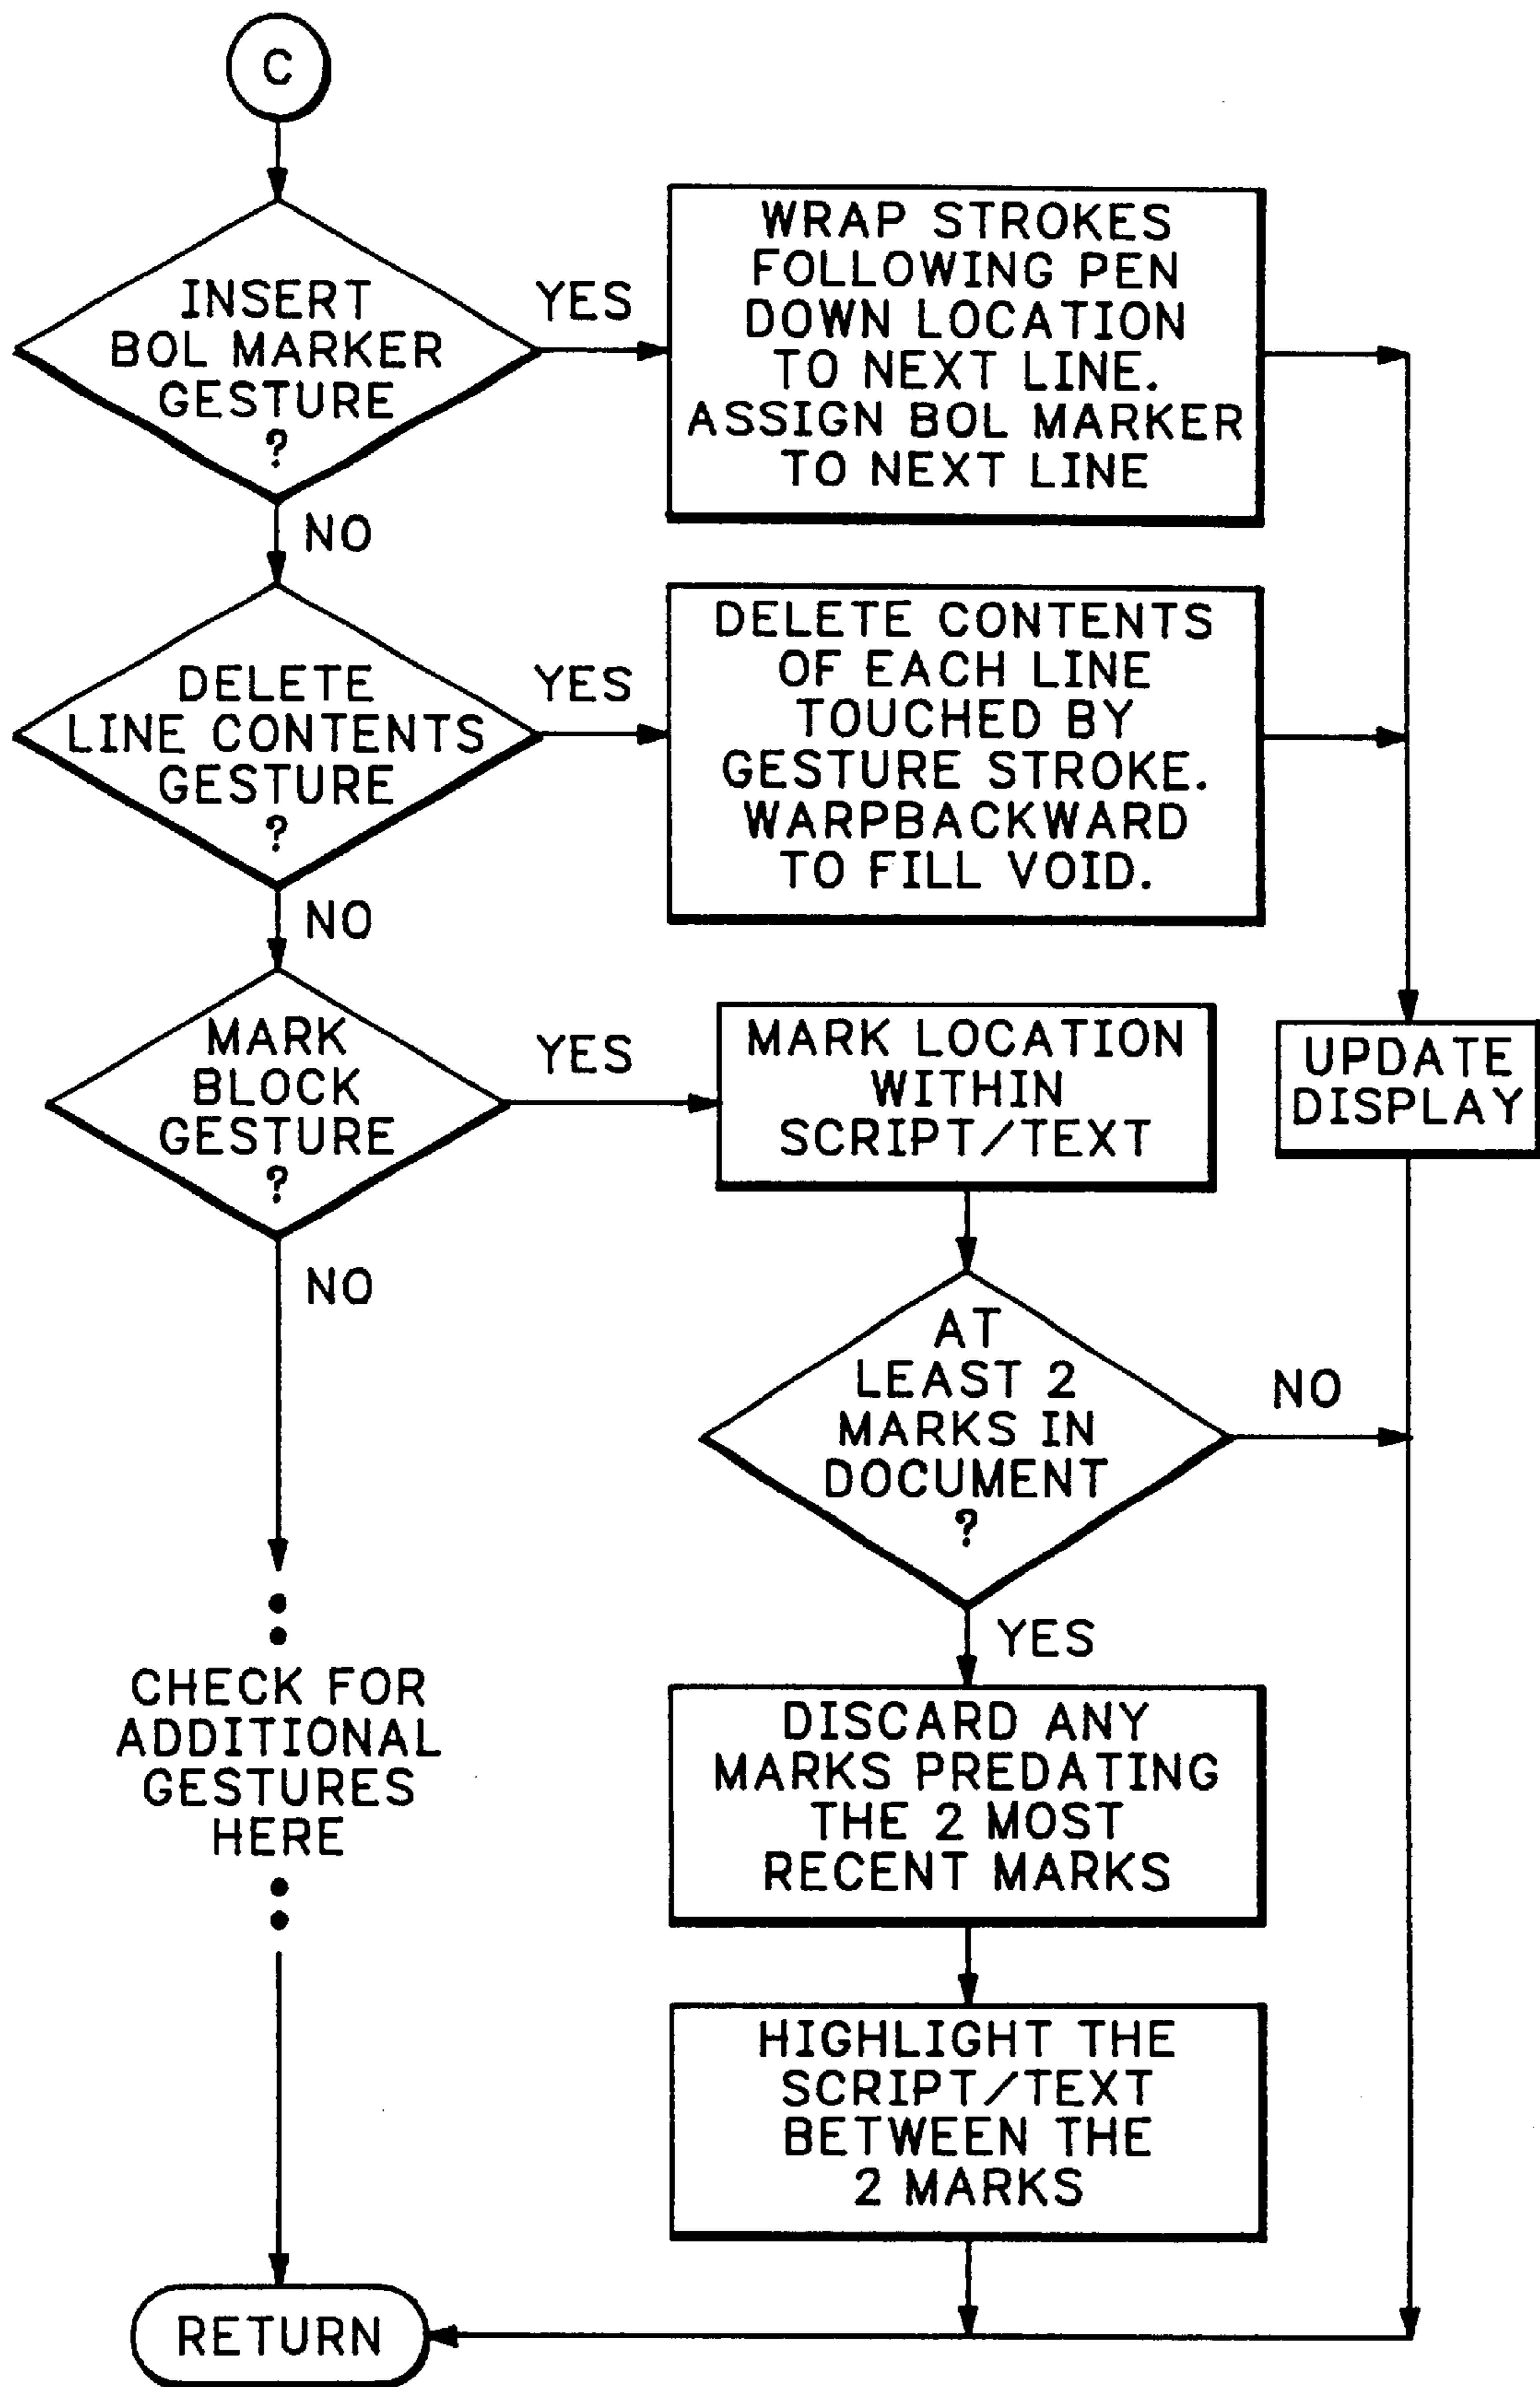 C
INSERT
BOL MARKER
GESTURE
?
YES
WRAP STROKES
FOLLOWING PEN
DOWN LOCATION
TO NEXT LINE.
ASSIGN BOL MARKER
TO NEXT LINE
NO
DELETE
LINE CONTENTS
GESTURE
?
YES
DELETE CONTENTS
OF EACH LINE
TOUCHED BY
GESTURE STROKE.
WARPBACKWARD
TO FILL VOID.
NO
MARK
BLOCK
GESTURE
?
YES
MARK LOCATION
WITHIN
SCRIPT/TEXT
UPDATE
DISPLAY
NO
AT
LEAST 2
MARKS IN
DOCUMENT
?
NO
YES
CHECK FOR
ADDITIONAL
GESTURES
HERE
DISCARD ANY
MARKS PREDATING
THE 2 MOST
RECENT MARKS
HIGHLIGHT THE
SCRIPT/TEXT
BETWEEN THE
2 MARKS
RETURN